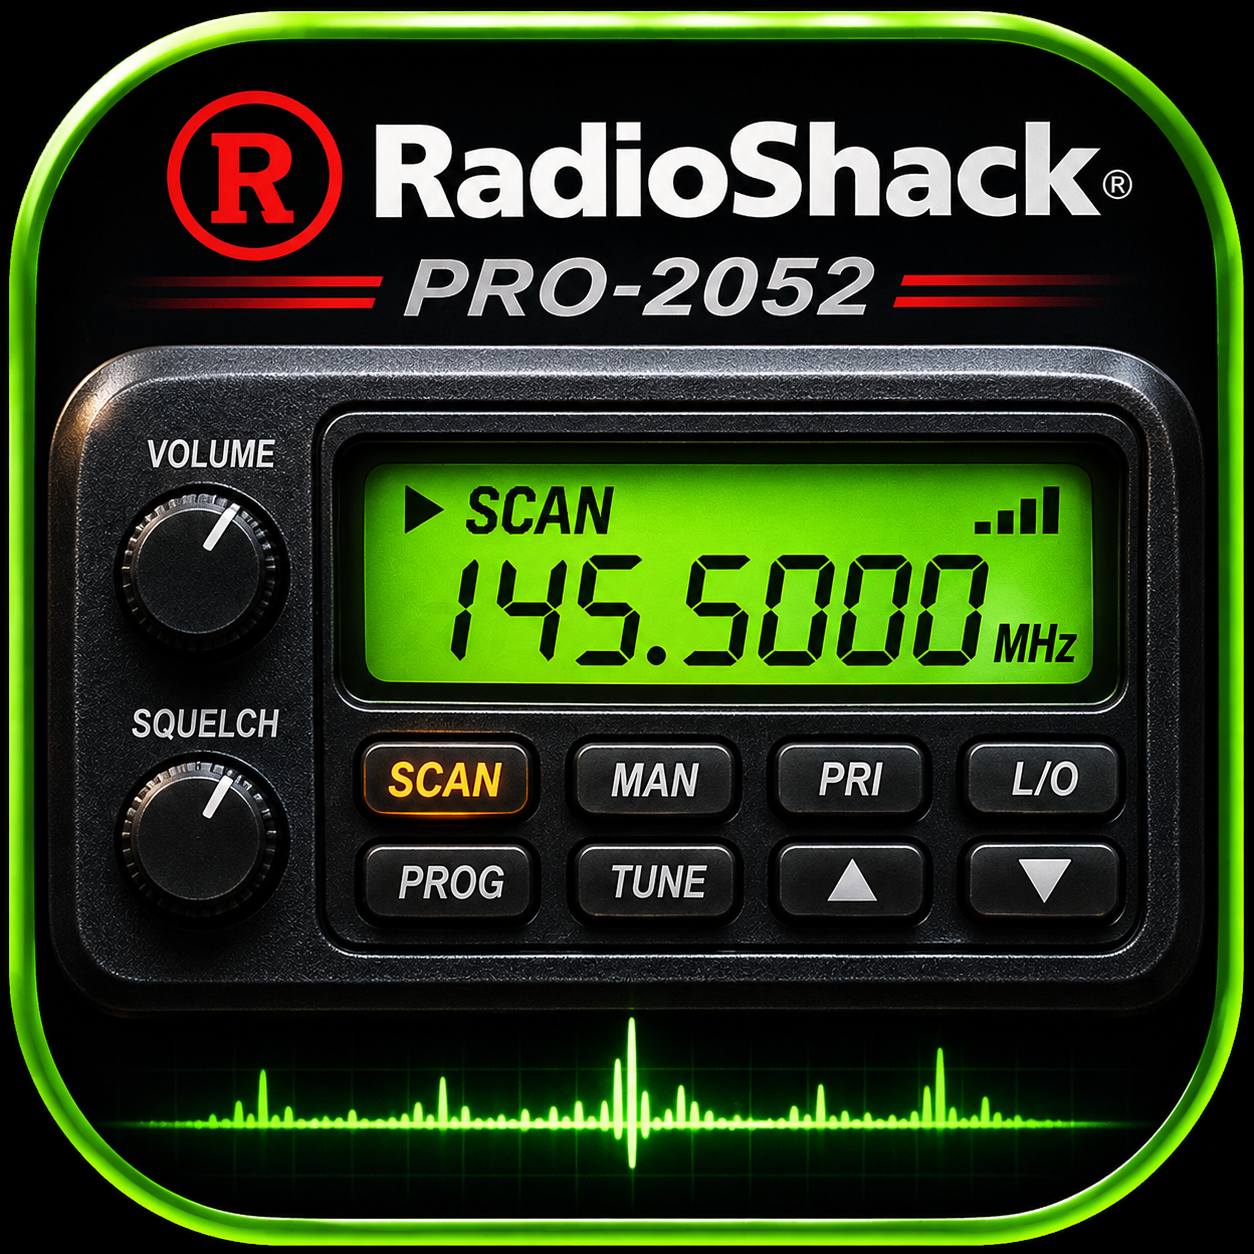 R RadioShack®
PRO-2052
VOLUME
▶ SCAN
145.5000 MHz
SQUELCH
SCAN MAN PRI L/O
PROG TUNE ▲ ▼